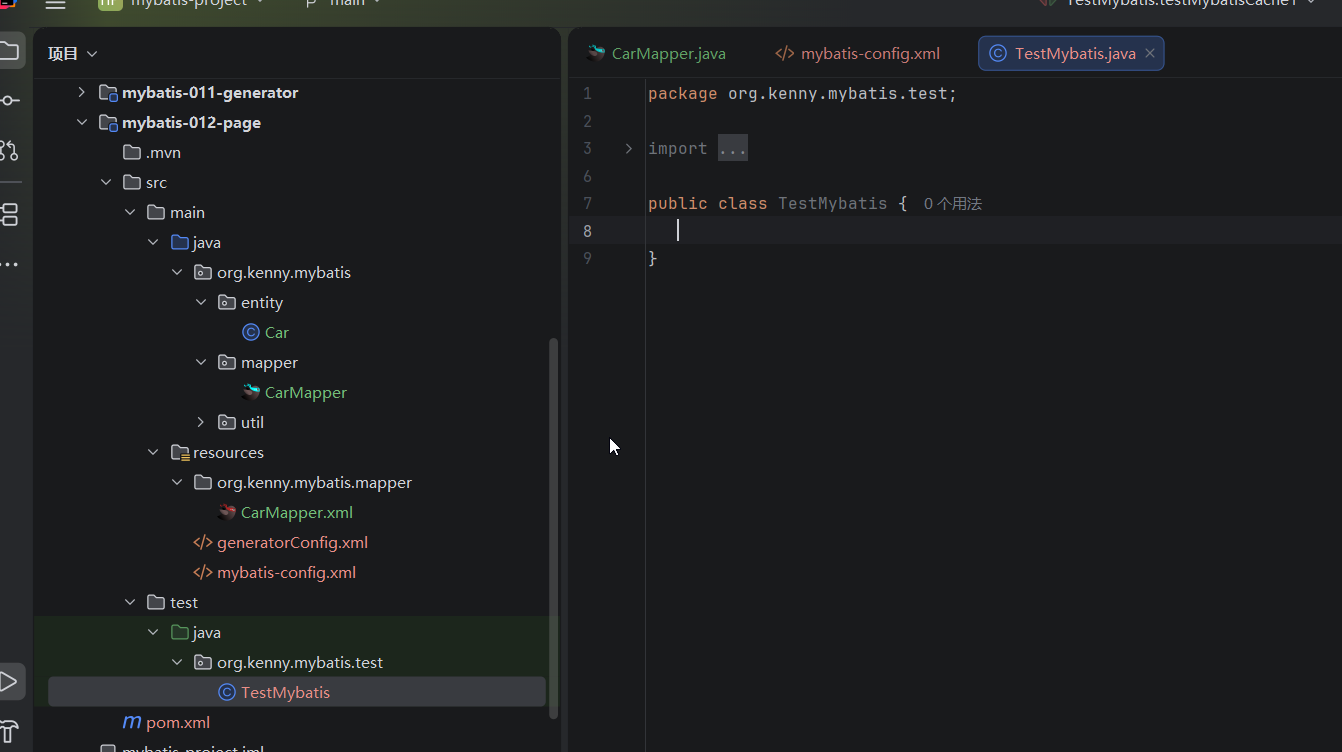 mybatis-project
main
TestMybatis.testMybatisCache1
项目
mybatis-011-generator
mybatis-012-page
.mvn
src
main
java
org.kenny.mybatis
entity
Car
mapper
CarMapper
util
resources
org.kenny.mybatis.mapper
CarMapper.xml
generatorConfig.xml
mybatis-config.xml
test
java
org.kenny.mybatis.test
TestMybatis
pom.xml
mybatis-project.iml
CarMapper.java
mybatis-config.xml
TestMybatis.java
1 package org.kenny.mybatis.test;
2
3 import ...
6
7 public class TestMybatis { 0 个用法
8
9 }